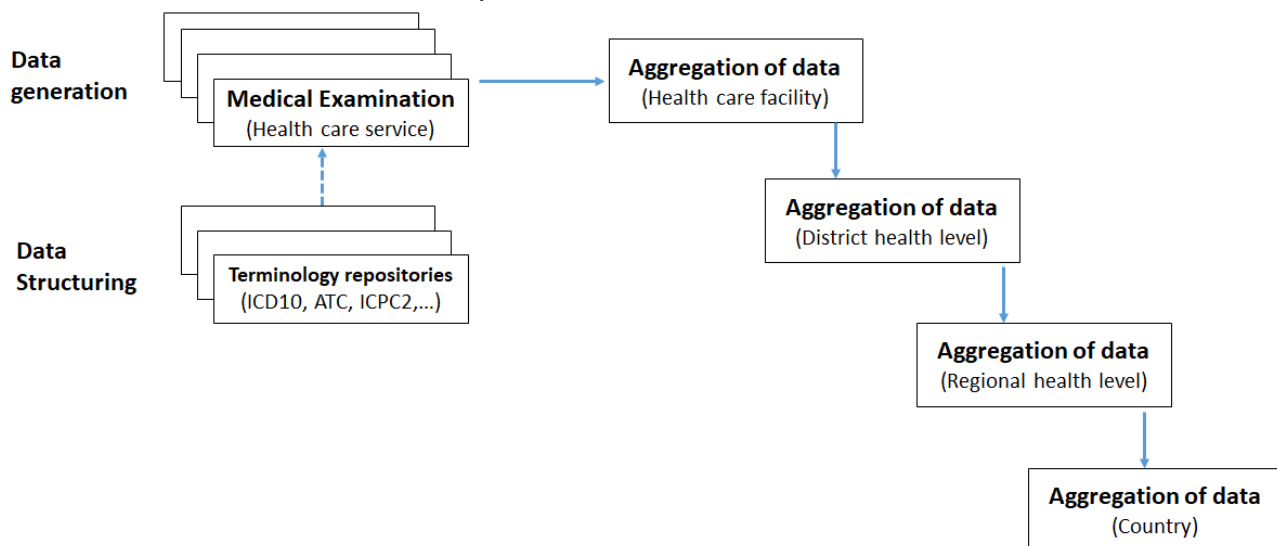 Data
generation
Medical Examination
(Health care service)
Aggregation of data
(Health care facility)
Aggregation of data
(District health level)
Data
Structuring
Terminology repositories
(ICD10, ATC, ICPC2,...)
Aggregation of data
(Regional health level)
Aggregation of data
(Country)